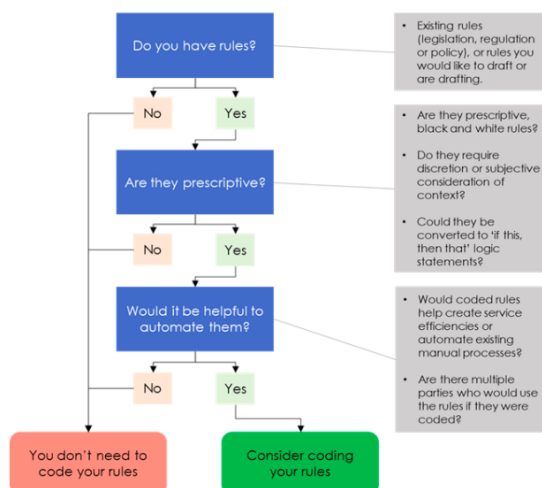 Do you have rules?
• Existing rules
(legislation, regulation
or policy), or rules you
would like to draft or
are drafting.
No
Yes
Are they prescriptive?
• Are they prescriptive,
black and white rules?
• Do they require
discretion or subjective
consideration of
context?
• Could they be
converted to ‘if this,
then that’ logic
statements?
No
Yes
Would it be helpful to
automate them?
• Would coded rules
help create service
efficiencies or
automate existing
manual processes?
• Are there multiple
parties who would use
the rules if they were
coded?
No
Yes
You don’t need to
code your rules
Consider coding
your rules